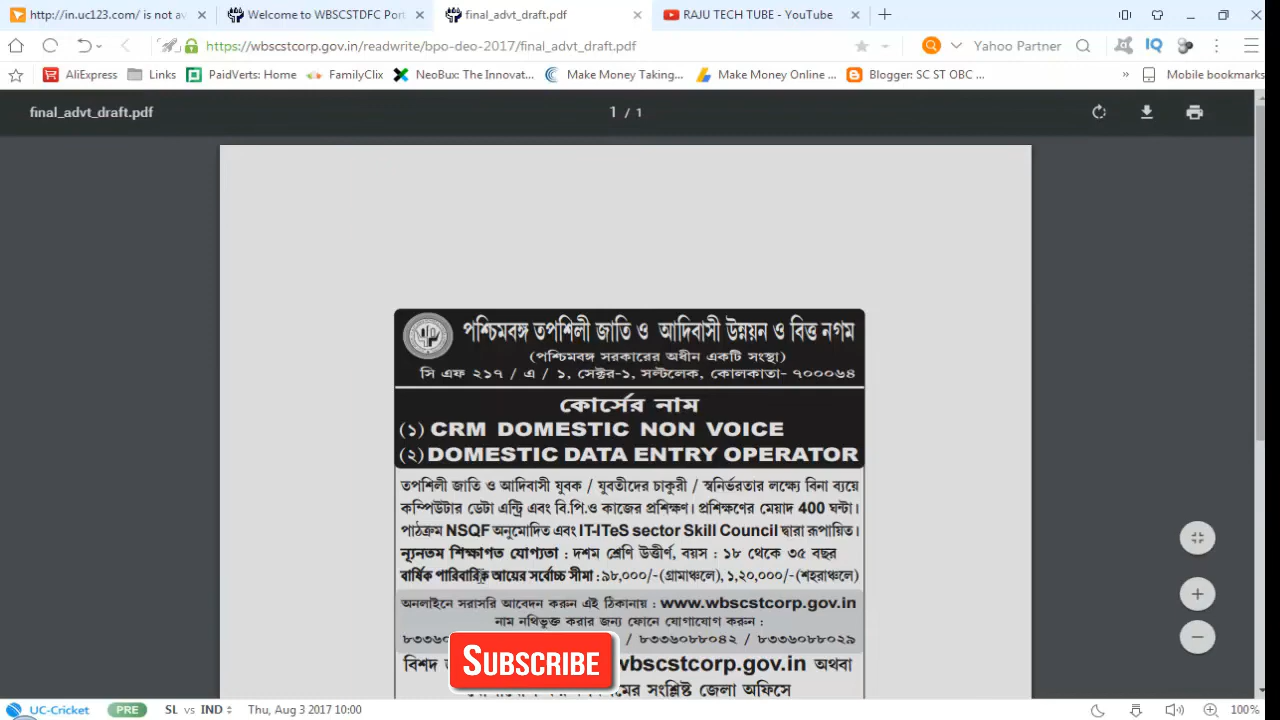 http://in.uc123.com/ is not av
Welcome to WBSCSTDFC Port
final_advt_draft.pdf
RAJU TECH TUBE - YouTube
https://wbscstcorp.gov.in/readwrite/bpo-deo-2017/final_advt_draft.pdf
Yahoo Partner
IQ
AliExpress
Links
PaidVerts: Home
FamilyClix
NeoBux: The Innovat...
Make Money Taking...
Make Money Online ...
Blogger: SC ST OBC ...
»
Mobile bookmarks
final_advt_draft.pdf
1 / 1
পশ্চিমবঙ্গ তপশিলী জাতি ও আদিবাসী উন্নয়ন ও বিত্ত নগম
(পশ্চিমবঙ্গ সরকারের অধীন একটি সংস্থা)
সি এফ ২১৭ / এ / ১, সেক্টর-১, সল্টলেক, কোলকাতা- ৭০০০৬৪
কোর্সের নাম
(১) CRM DOMESTIC NON VOICE
(২) DOMESTIC DATA ENTRY OPERATOR
তপশিলী জাতি ও আদিবাসী যুবক / যুবতীদের চাকুরী / স্বনির্ভরতার লক্ষ্যে বিনা ব্যয়ে
কম্পিউটার ডেটা এন্ট্রি এবং বি.পি.ও কাজের প্রশিক্ষণ। প্রশিক্ষণের মেয়াদ 400 ঘন্টা।
পাঠক্রম NSQF অনুমোদিত এবং IT-ITeS sector Skill Council দ্বারা রূপায়িত।
ন্যূনতম শিক্ষাগত যোগ্যতা : দশম শ্রেণি উত্তীর্ণ, বয়স : ১৮ থেকে ৩৫ বছর
বার্ষিক পারিবারিক আয়ের সর্বোচ্চ সীমা : ৯৮,০০০/-(গ্রামাঞ্চলে), ১,২০,০০০/-(শহরাঞ্চলে)
অনলাইনে সরাসরি আবেদন করুন এই ঠিকানায় : www.wbscstcorp.gov.in
নাম নথিভুক্ত করার জন্য ফোনে যোগাযোগ করুন :
/ ৮৩৩৬০৮৮০৪২ / ৮৩৩৬০৮৮০২৯
বিশদ wbscstcorp.gov.in অথবা
সংশ্লিষ্ট জেলা অফিসে
SUBSCRIBE
UC-Cricket
PRE
SL vs IND
Thu, Aug 3 2017 10:00
100%